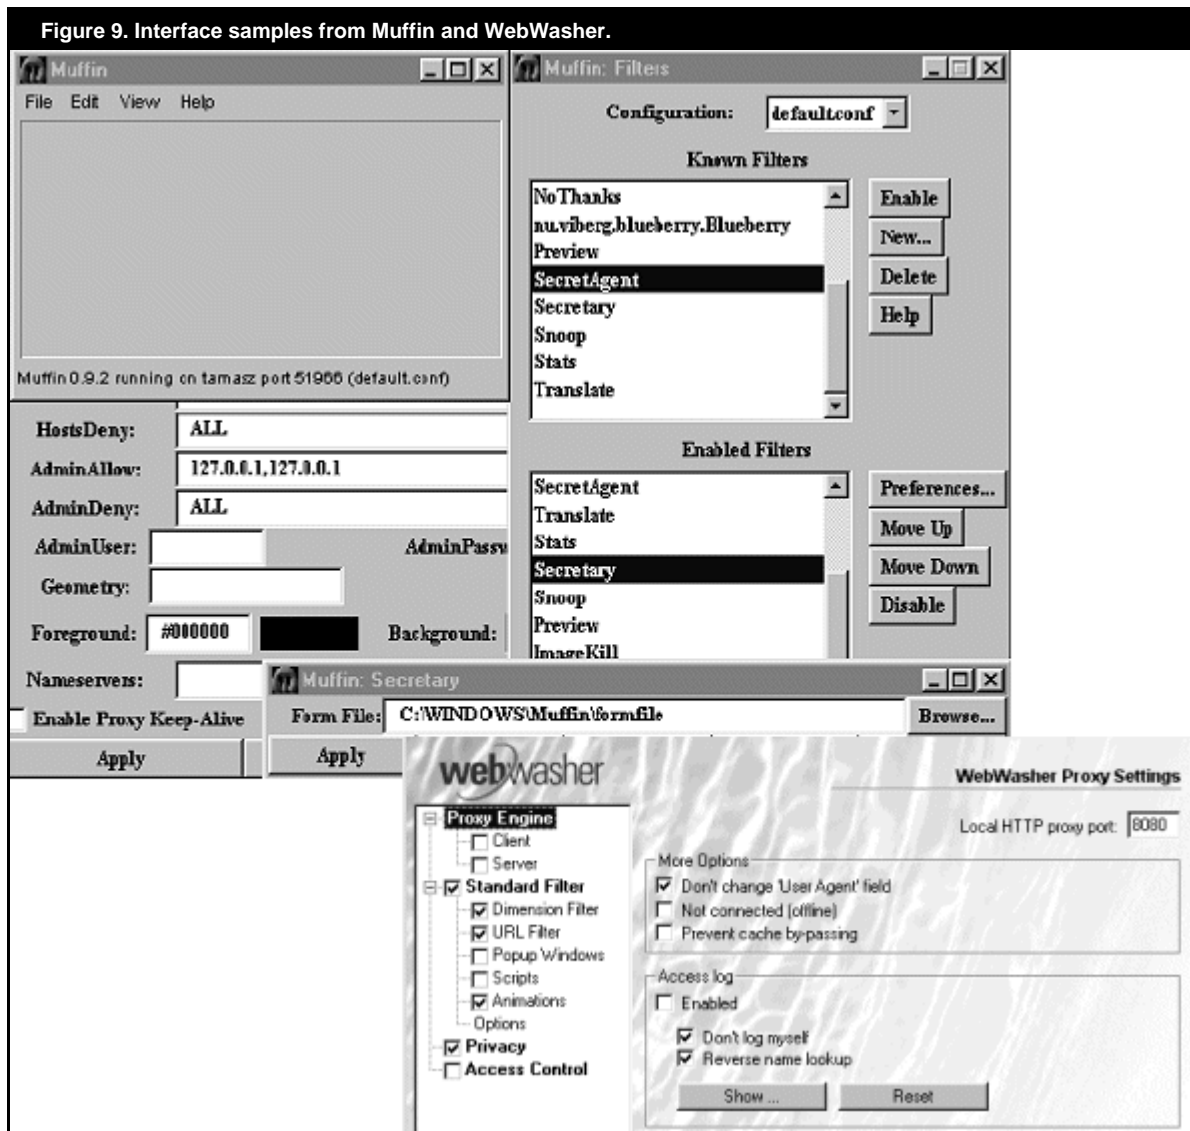 Figure 9. Interface samples from Muffin and WebWasher.
Muffin
File Edit View Help
Muffin 0.9.2 running on tamasz port 51966 (default.conf)
HostsDeny: ALL
AdminAllow: 127.0.0.1,127.0.0.1
AdminDeny: ALL
AdminUser: AdminPassw
Geometry:
Foreground: #000000 Background:
Nameservers:
Enable Proxy Keep-Alive
Apply
Muffin: Filters
Configuration: default.conf
Known Filters
NoThanks
nu.viberg.blueberry.Blueberry
Preview
SecretAgent
Secretary
Snoop
Stats
Translate
Enable
New...
Delete
Help
Enabled Filters
SecretAgent
Translate
Stats
Secretary
Snoop
Preview
ImageKill
Preferences...
Move Up
Move Down
Disable
Muffin: Secretary
Form File: C:\WINDOWS\Muffin\formfile Browse...
Apply
webwasher
Proxy Engine
Client
Server
Standard Filter
Dimension Filter
URL Filter
Popup Windows
Scripts
Animations
Options
Privacy
Access Control
WebWasher Proxy Settings
Local HTTP proxy port: 8080
More Options
Don't change 'User Agent' field
Not connected (offline)
Prevent cache by-passing
Access log
Enabled
Don't log myself
Reverse name lookup
Show ... Reset